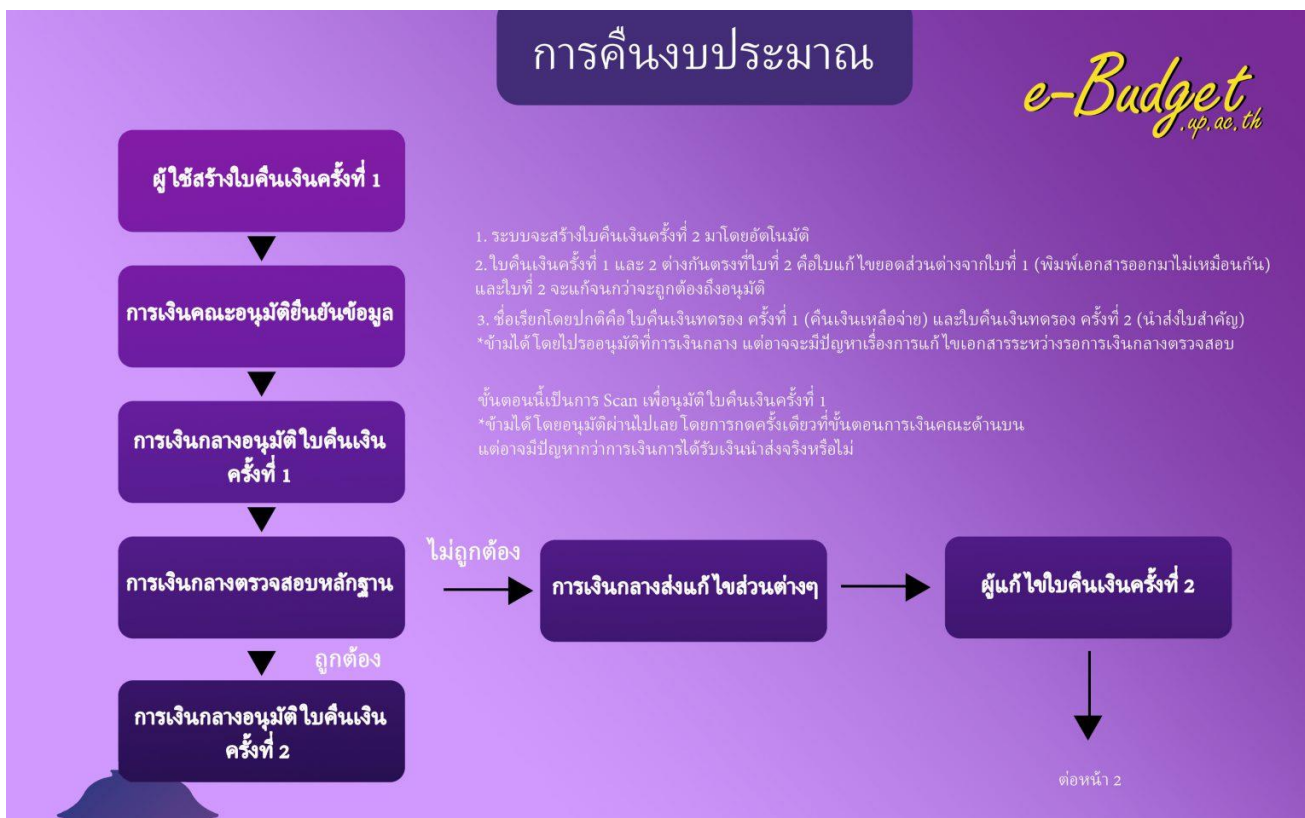 การคืนงบประมาณ
e-Budget
.up.ac.th
ผู้ใช้สร้างใบคืนเงินครั้งที่ 1
1. ระบบจะสร้างใบคืนเงินครั้งที่ 2 มาโดยอัตโนมัติ
2. ใบคืนเงินครั้งที่ 1 และ 2 ต่างกันตรงที่ใบที่ 2 คือใบแก้ไขยอดส่วนต่างจากใบที่ 1 (พิมพ์เอกสารออกมาไม่เหมือนกัน)
และใบที่ 2 จะแก้จนกว่าจะถูกต้องถึงอนุมัติ
3. ชื่อเรียกโดยปกติคือ ใบคืนเงินทดรอง ครั้งที่ 1 (คืนเงินเหลือจ่าย) และใบคืนเงินทดรอง ครั้งที่ 2 (นำส่งใบสำคัญ)
*ข้ามได้ โดยไปรออนุมัติที่การเงินกลาง แต่อาจจะมีปัญหาเรื่องการแก้ไขเอกสารระหว่างรอการเงินกลางตรวจสอบ
การเงินคณะอนุมัติยืนยันข้อมูล
ขั้นตอนนี้เป็นการ Scan เพื่อนุมัติใบคืนเงินครั้งที่ 1
*ข้ามได้ โดยอนุมัติผ่านไปเลย โดยการกดครั้งเดียวที่ขั้นตอนการเงินคณะด้านบน
แต่อาจมีปัญหากว่าการเงินการได้รับเงินนำส่งจริงหรือไม่
การเงินกลางอนุมัติใบคืนเงิน
ครั้งที่ 1
การเงินกลางตรวจสอบหลักฐาน
ไม่ถูกต้อง
การเงินกลางส่งแก้ไขส่วนต่างๆ
ผู้แก้ไขใบคืนเงินครั้งที่ 2
ถูกต้อง
การเงินกลางอนุมัติใบคืนเงิน
ครั้งที่ 2
ต่อหน้า 2